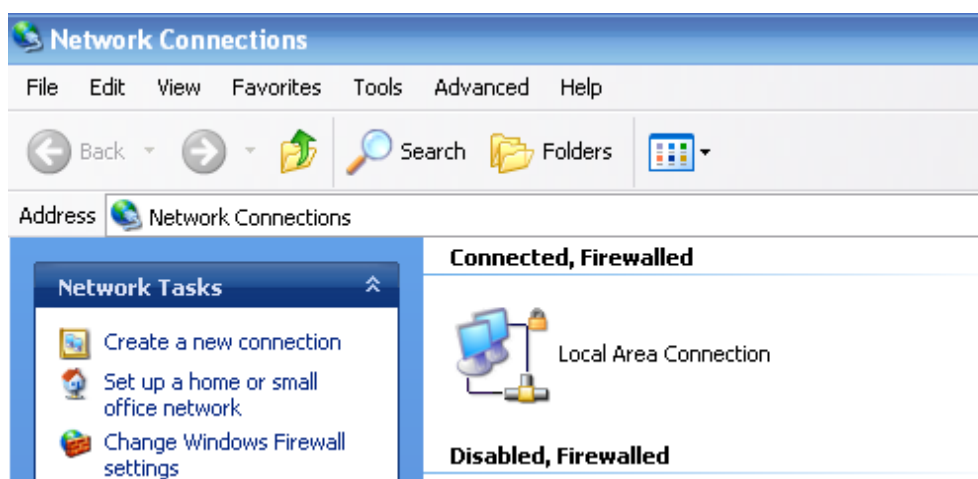 Network Connections
File Edit View Favorites Tools Advanced Help
Back Search Folders
Address Network Connections
Network Tasks
Create a new connection
Set up a home or small
office network
Change Windows Firewall
settings
Connected, Firewalled
Local Area Connection
Disabled, Firewalled